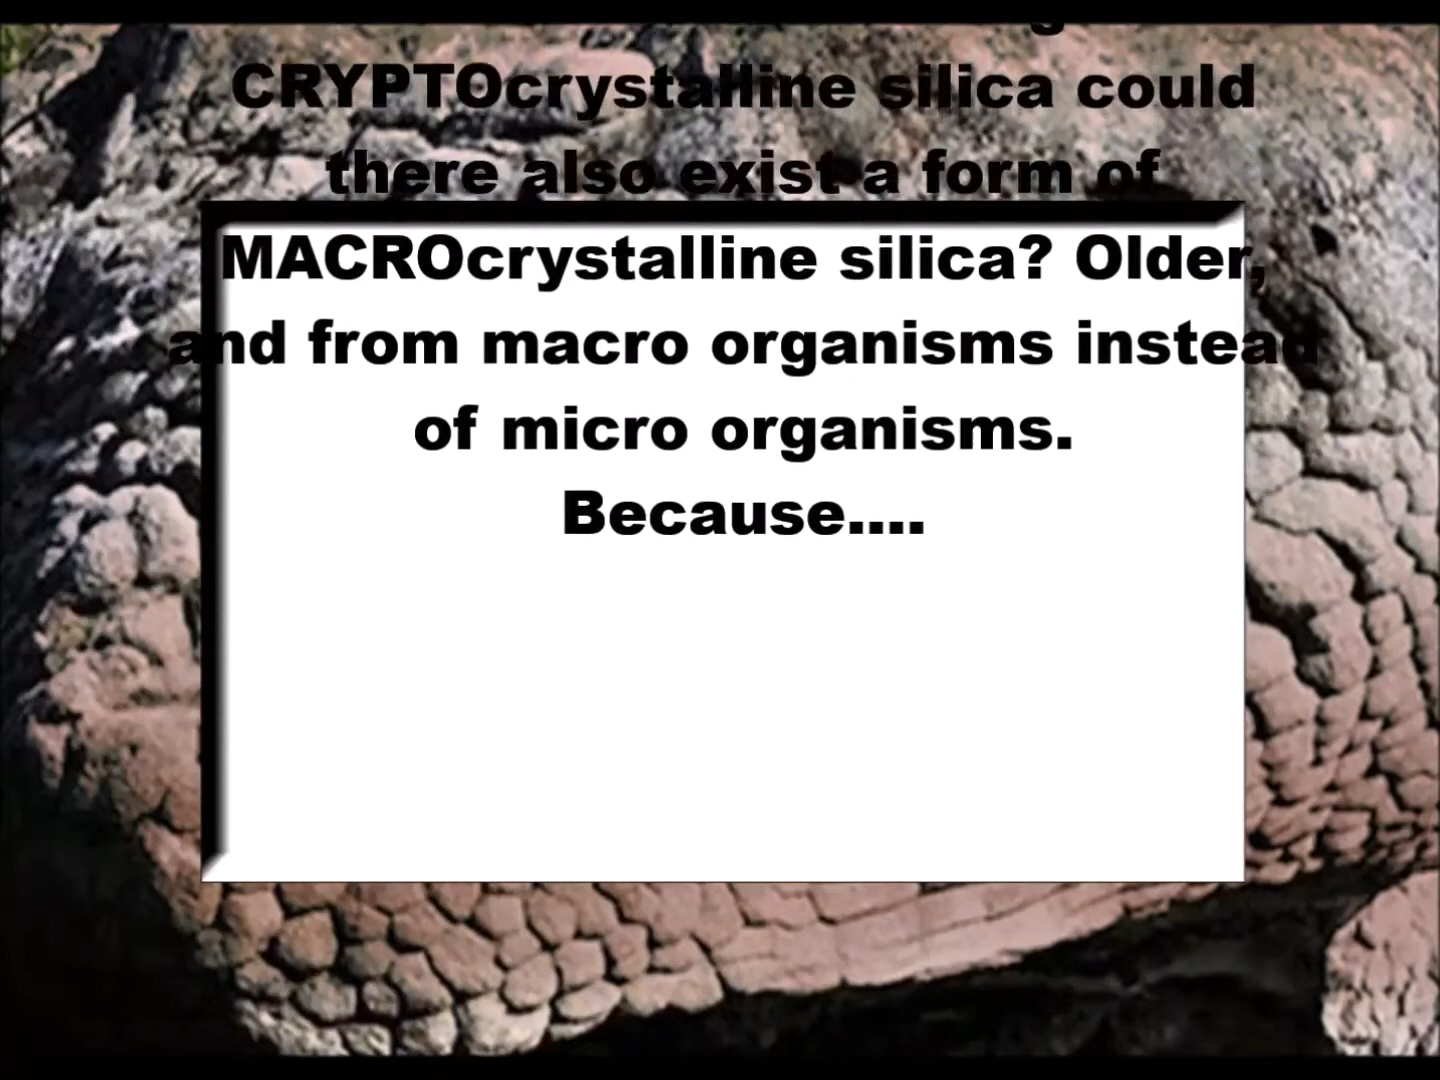 CRYPTOcrystalline silica could
there also exist a form of
MACROcrystalline silica? Older,
and from macro organisms instead
of micro organisms.
Because....